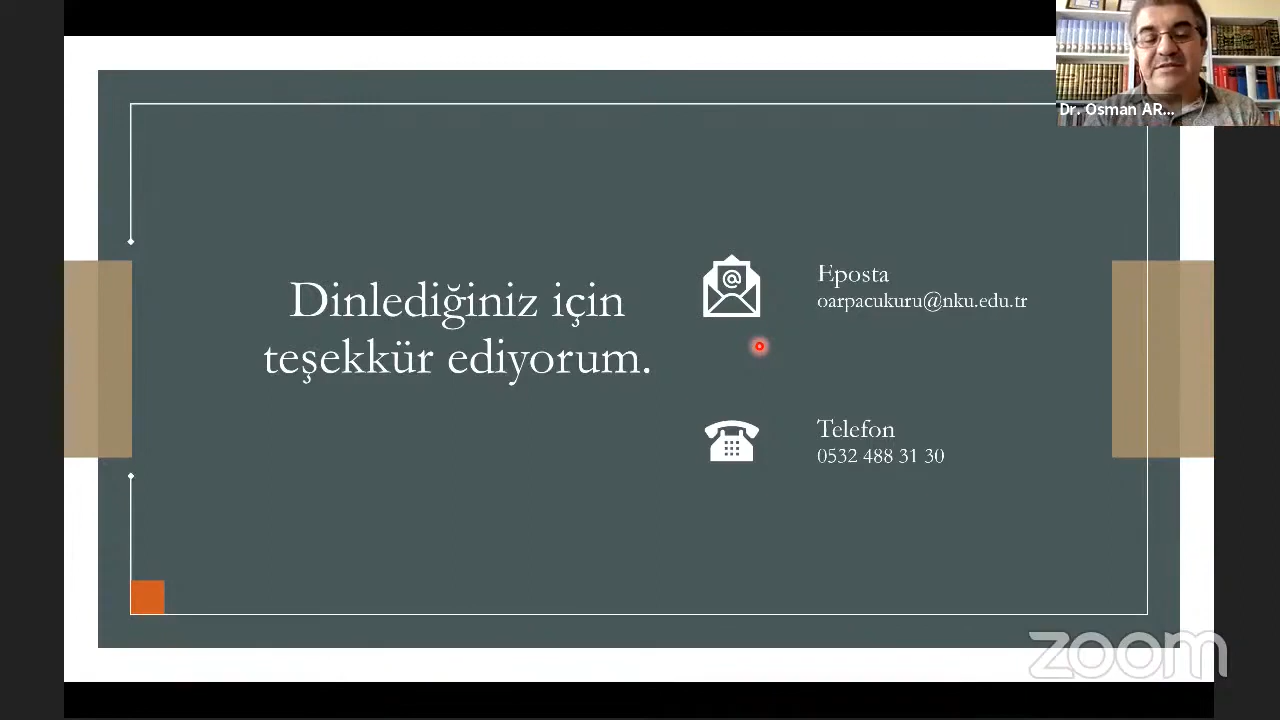 Dr. Osman AR...
Dinlediğiniz için
teşekkür ediyorum.
Eposta
oarpacukuru@nku.edu.tr
Telefon
0532 488 31 30
zoom